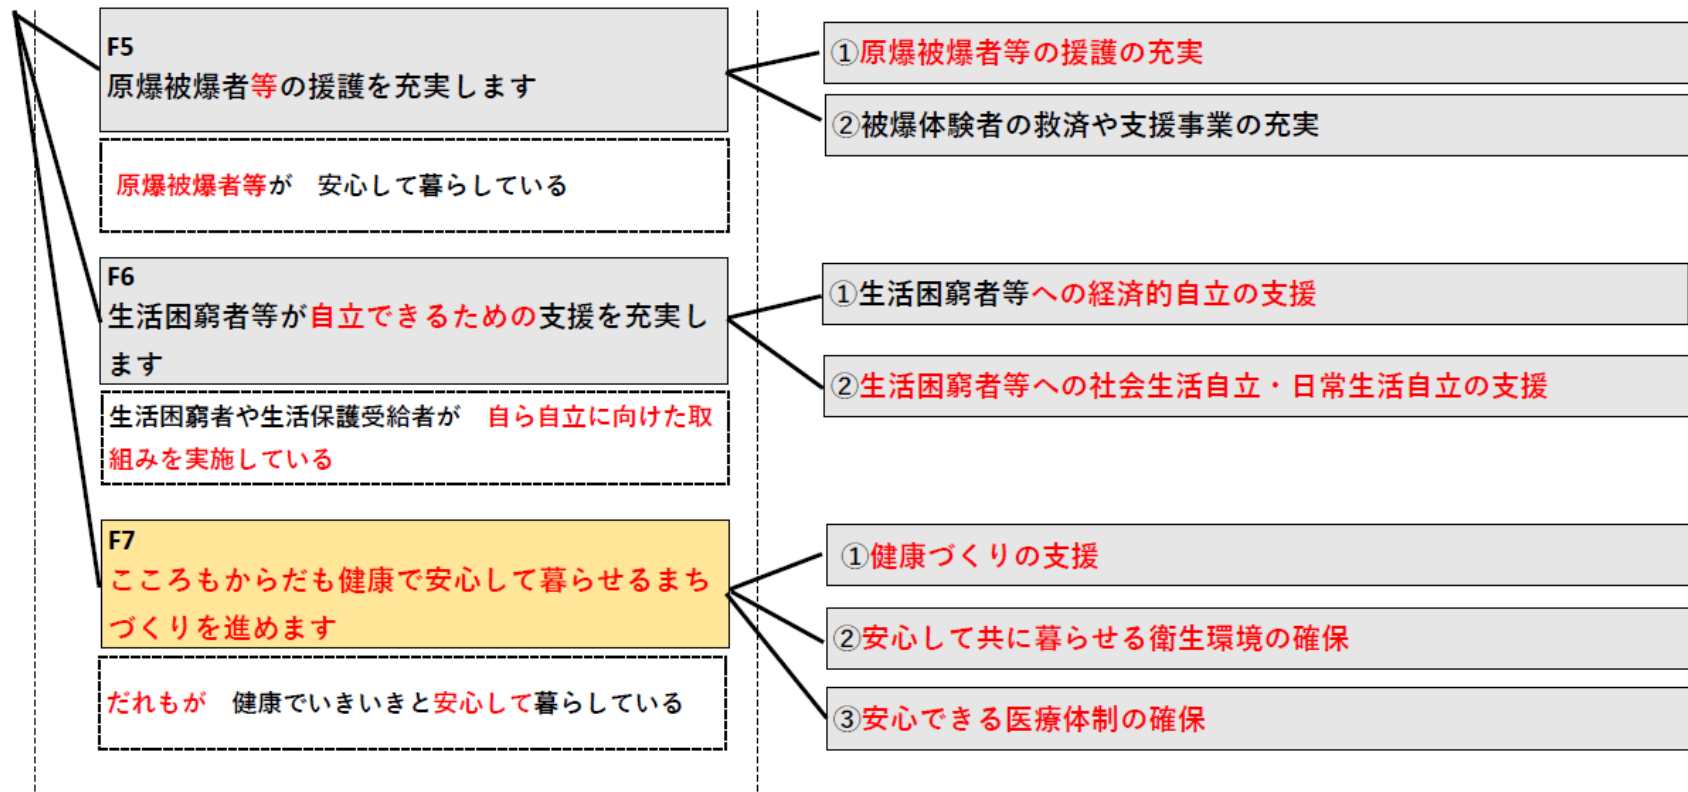 F5
原爆被爆者等の援護を充実します
原爆被爆者等が　安心して暮らしている
①原爆被爆者等の援護の充実
②被爆体験者の救済や支援事業の充実
F6
生活困窮者等が自立できるための支援を充実し
ます
生活困窮者や生活保護受給者が　自ら自立に向けた取
組みを実施している
①生活困窮者等への経済的自立の支援
②生活困窮者等への社会生活自立・日常生活自立の支援
F7
こころもからだも健康で安心して暮らせるまち
づくりを進めます
だれもが　健康でいきいきと安心して暮らしている
①健康づくりの支援
②安心して共に暮らせる衛生環境の確保
③安心できる医療体制の確保